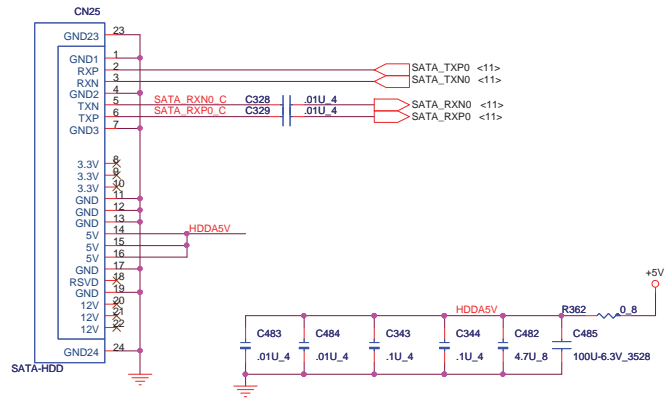 CN25
GND23 23
GND1 1
RXP 2 SATA_TXP0 <11>
RXN 3 SATA_TXN0 <11>
GND2 4
TXN 5 SATA_RXN0_C C328 .01U_4 SATA_RXN0 <11>
TXP 6 SATA_RXP0_C C329 .01U_4 SATA_RXP0 <11>
GND3 7
3.3V 8
3.3V 9
3.3V 10
GND 11
GND 12
GND 13
5V 14 HDDA5V
5V 15
5V 16
GND 17
RSVD 18
GND 19
12V 20
12V 21
12V 22
GND24 24
SATA-HDD
+5V
HDDA5V R362 0_8
C483 C484 C343 C344 C482 C485
.01U_4 .01U_4 .1U_4 .1U_4 4.7U_8 100U-6.3V_3528